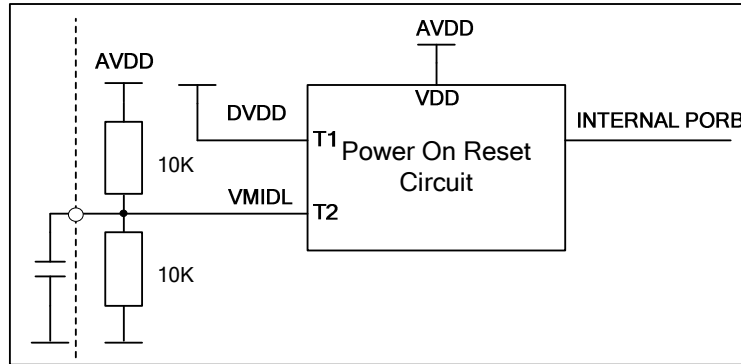 AVDD
AVDD
VDD
DVDD
T1
INTERNAL PORB
Power On Reset
Circuit
10K
VMIDL
T2
10K